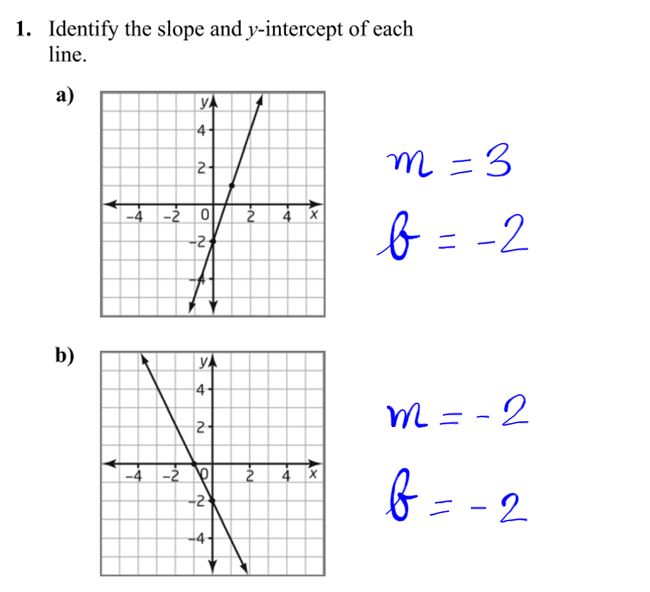 1. Identify the slope and y-intercept of each
line.
a)
y
4
2
-4 -2 0 2 4 x
-2
-4
m = 3
b = -2
b)
y
4
2
-4 -2 0 2 4 x
-2
-4
m = -2
b = -2